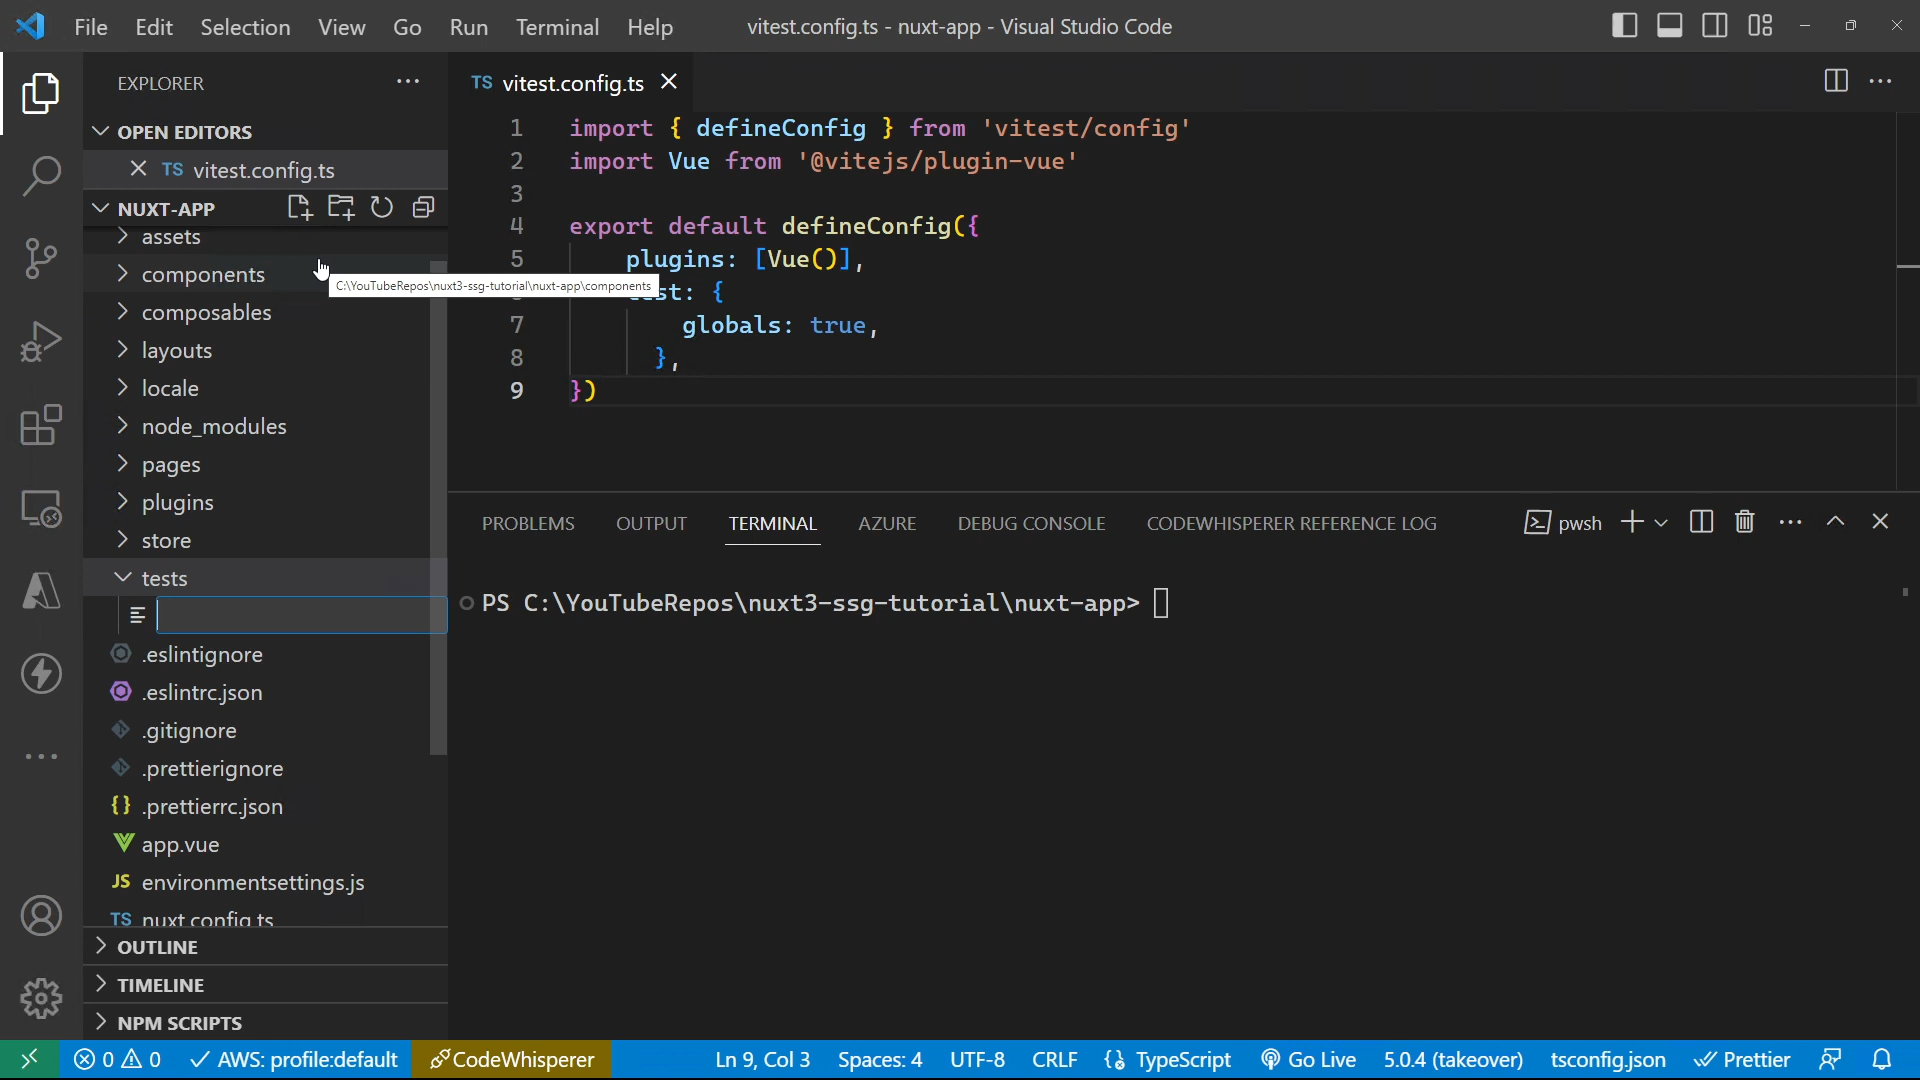 File Edit Selection View Go Run Terminal Help vitest.config.ts - nuxt-app - Visual Studio Code
EXPLORER
OPEN EDITORS
TS vitest.config.ts
NUXT-APP
assets
components
composables
layouts
locale
node_modules
pages
plugins
store
tests
.eslintignore
.eslintrc.json
.gitignore
.prettierignore
{} .prettierrc.json
app.vue
JS environmentsettings.js
TS nuxt.config.ts
OUTLINE
TIMELINE
NPM SCRIPTS
TS vitest.config.ts
1 import { defineConfig } from 'vitest/config'
2 import Vue from '@vitejs/plugin-vue'
3
4 export default defineConfig({
5 plugins: [Vue()],
C:\YouTubeRepos\nuxt3-ssg-tutorial\nuxt-app\components
st: {
7 globals: true,
8 },
9 })
PROBLEMS OUTPUT TERMINAL AZURE DEBUG CONSOLE CODEWHISPERER REFERENCE LOG pwsh
PS C:\YouTubeRepos\nuxt3-ssg-tutorial\nuxt-app>
0 0 AWS: profile:default CodeWhisperer Ln 9, Col 3 Spaces: 4 UTF-8 CRLF {} TypeScript Go Live 5.0.4 (takeover) tsconfig.json Prettier